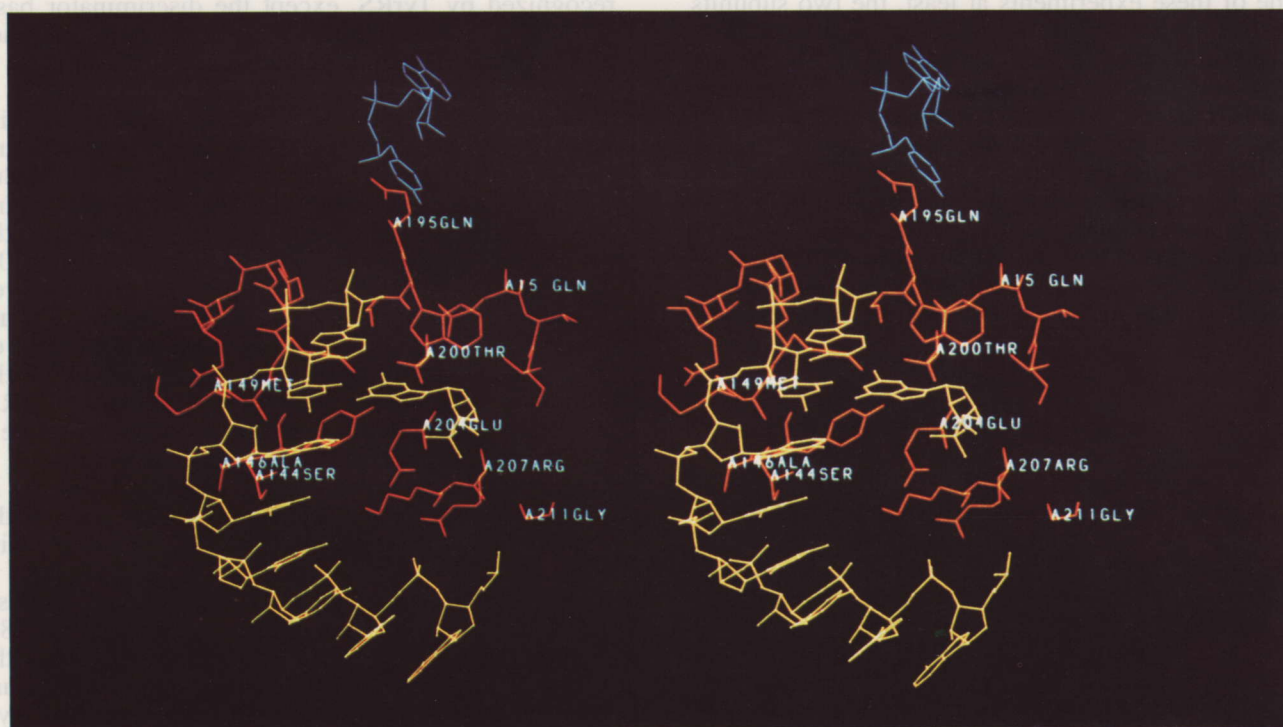 A195GLN A195GLN
A15 GLN A15 GLN
A200THR A200THR
A149MET A149MET
A204GLU A204GLU
A146ALA A207ARG A146ALA A207ARG
A144SER A144SER
A211GLY A211GLY